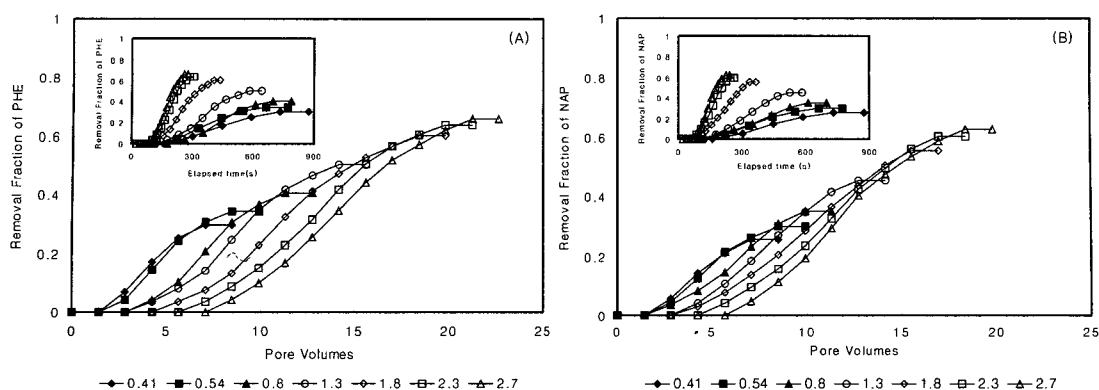 (A)
Removal Fraction of PHE
1
0.8
0.6
0.4
0.2
0
0 5 10 15 20 25
Pore Volumes
Removal Fraction of PHE
1
0.8
0.6
0.4
0.2
0
0 300 600 900
Elapsed time(s)
0.41 0.54 0.8 1.3 1.8 2.3 2.7
(B)
Removal Fraction of NAP
1
0.8
0.6
0.4
0.2
0
0 5 10 15 20 25
Pore Volumes
Removal Fraction of NAP
1
0.8
0.6
0.4
0.2
0
0 300 600 900
Elapsed time (s)
0.41 0.54 0.8 1.3 1.8 2.3 2.7